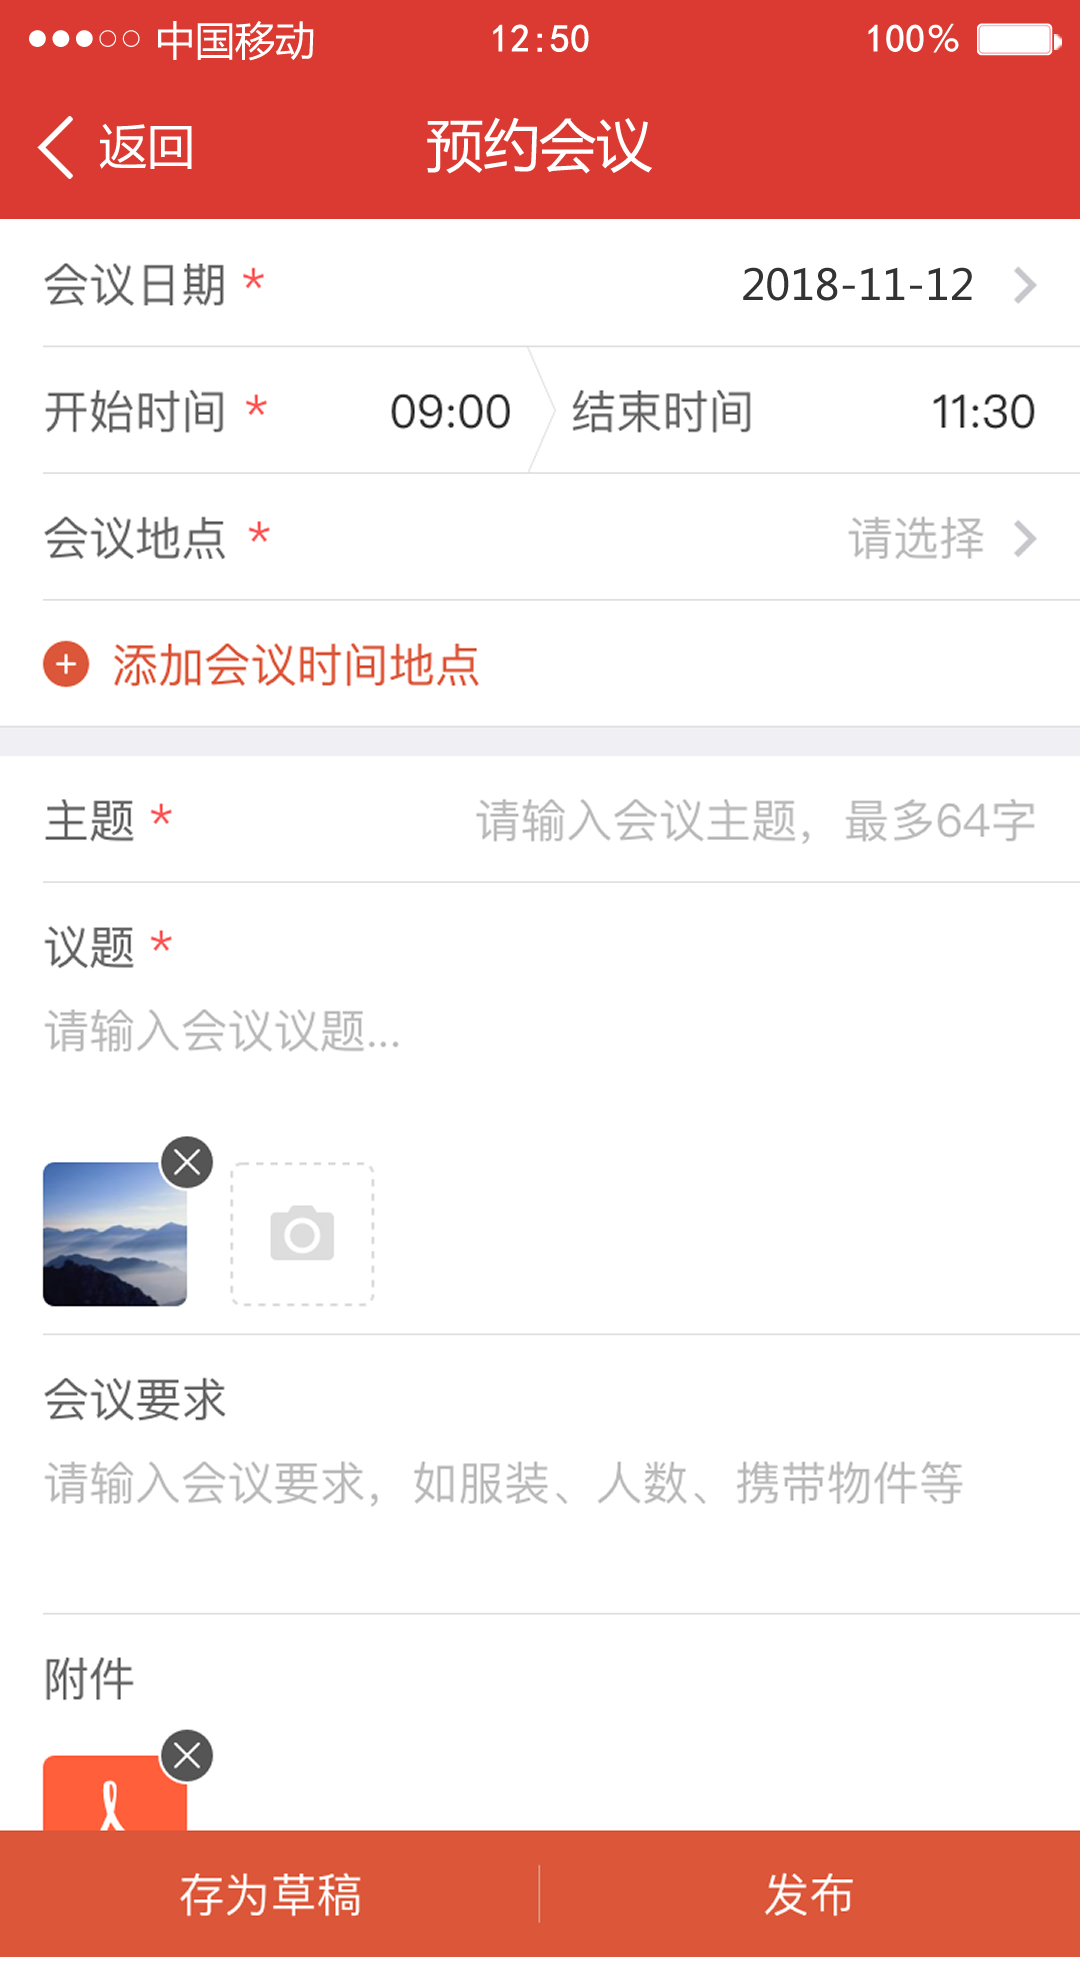 中国移动 12:50 100%
返回 预约会议
会议日期 * 2018-11-12
开始时间 * 09:00 结束时间 11:30
会议地点 * 请选择
添加会议时间地点
主题 * 请输入会议主题，最多64字
议题 *
请输入会议议题...
会议要求
请输入会议要求，如服装、人数、携带物件等
附件
存为草稿 发布